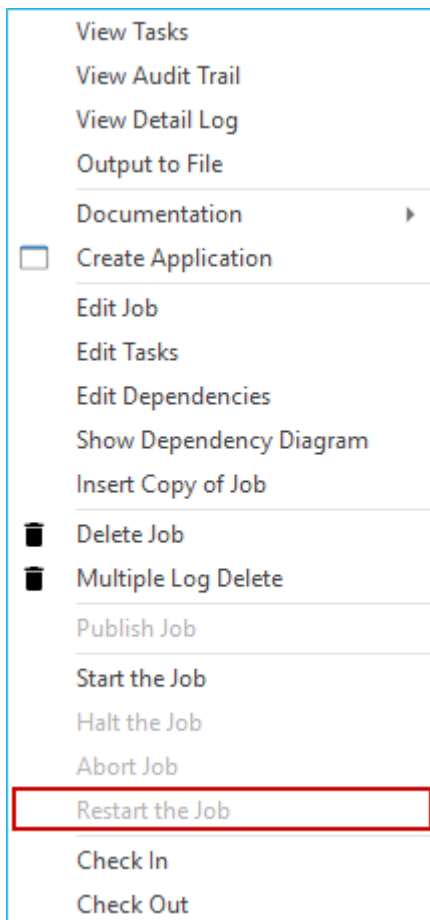 View Tasks
View Audit Trail
View Detail Log
Output to File
Documentation
Create Application
Edit Job
Edit Tasks
Edit Dependencies
Show Dependency Diagram
Insert Copy of Job
Delete Job
Multiple Log Delete
Publish Job
Start the Job
Halt the Job
Abort Job
Restart the Job
Check In
Check Out